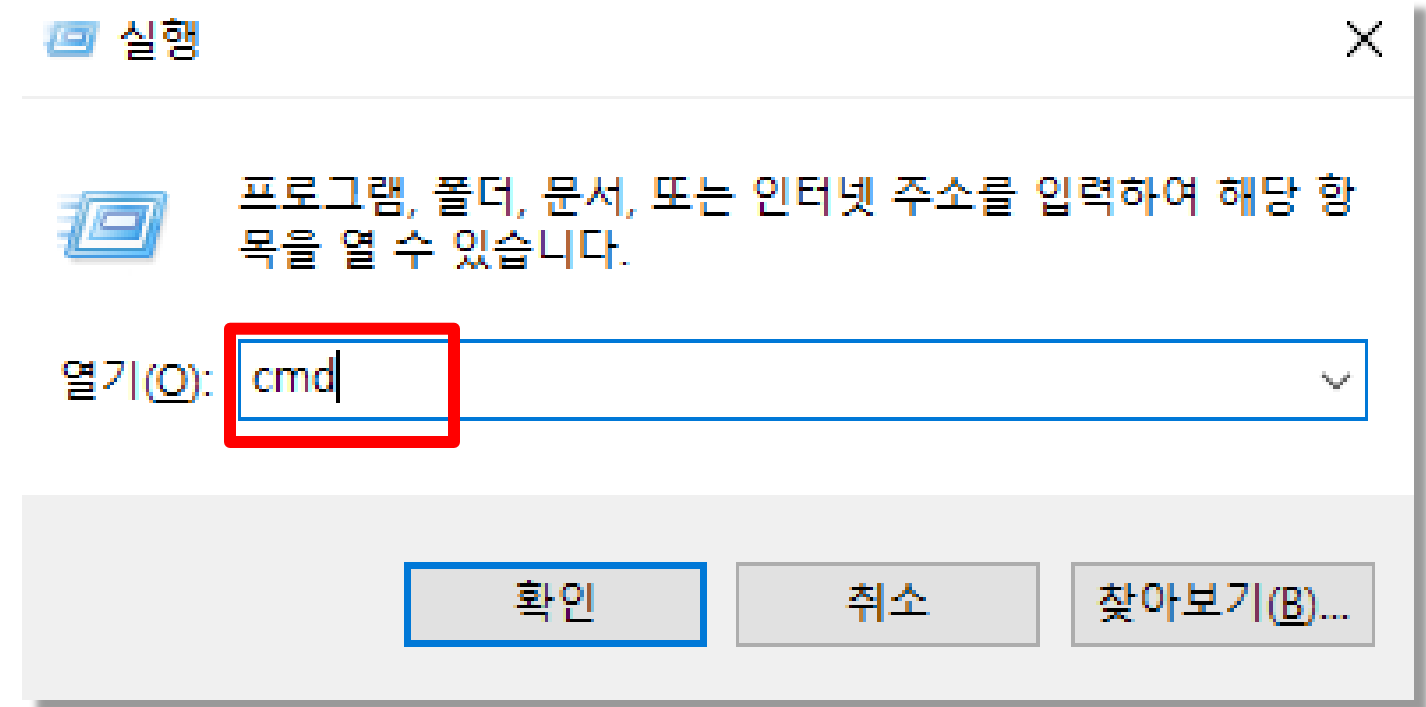 실행
프로그램, 폴더, 문서, 또는 인터넷 주소를 입력하여 해당 항
목을 열 수 있습니다.
열기(O): cmd
확인 취소 찾아보기(B)...